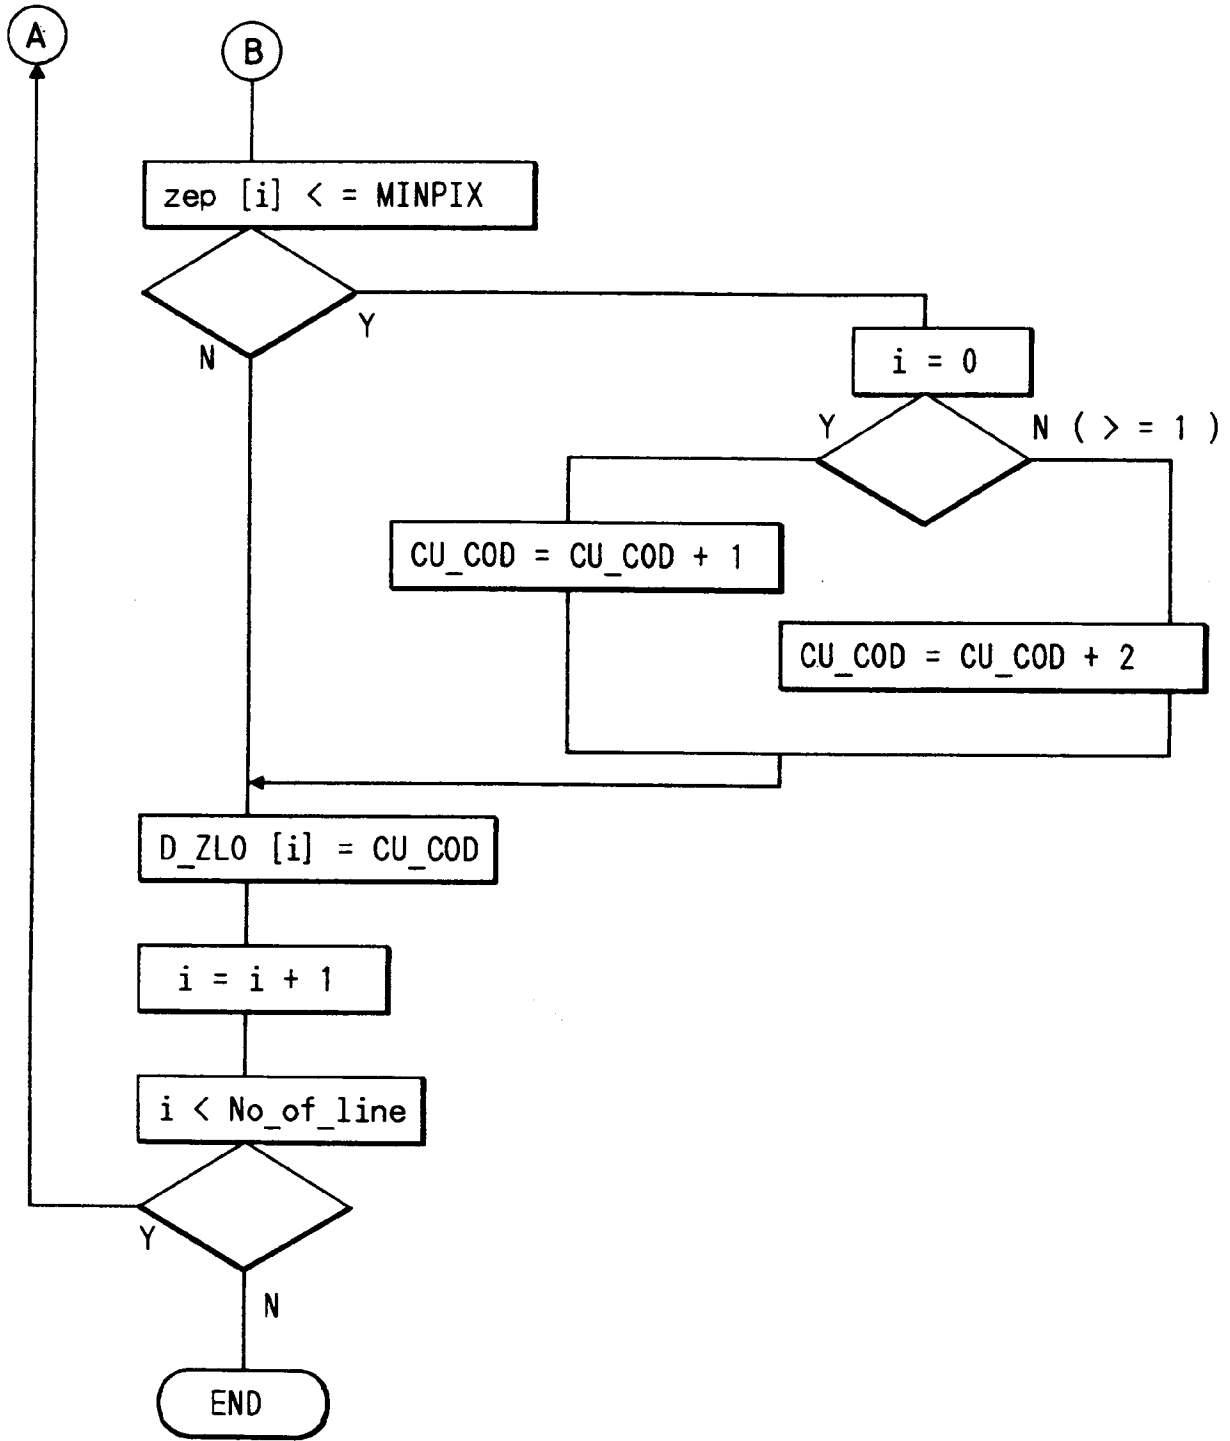 A
B
zep [i] < = MINPIX
Y
N
i = 0
Y
N ( > = 1 )
CU_COD = CU_COD + 1
CU_COD = CU_COD + 2
D_ZLO [i] = CU_COD
i = i + 1
i < No_of_line
Y
N
END